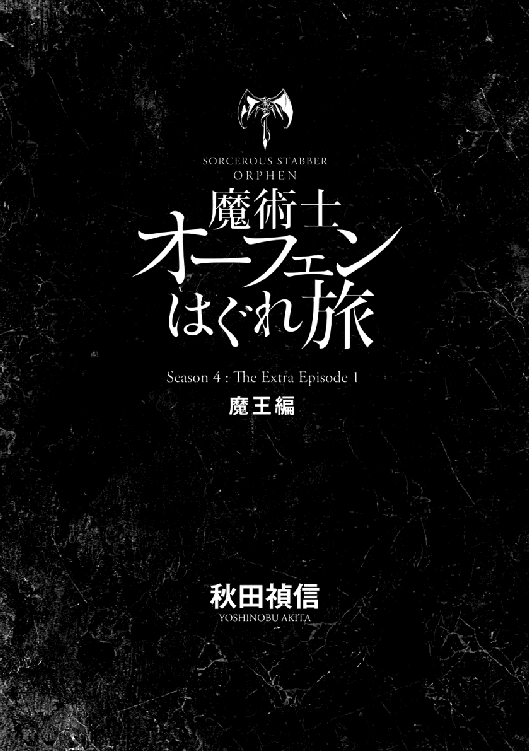 SORCEROUS STABBER
ORPHEN
魔術士
オーフェン
はぐれ旅
Season 4 : The Extra Episode 1
魔王編
秋田禎信
YOSHINOBU AKITA